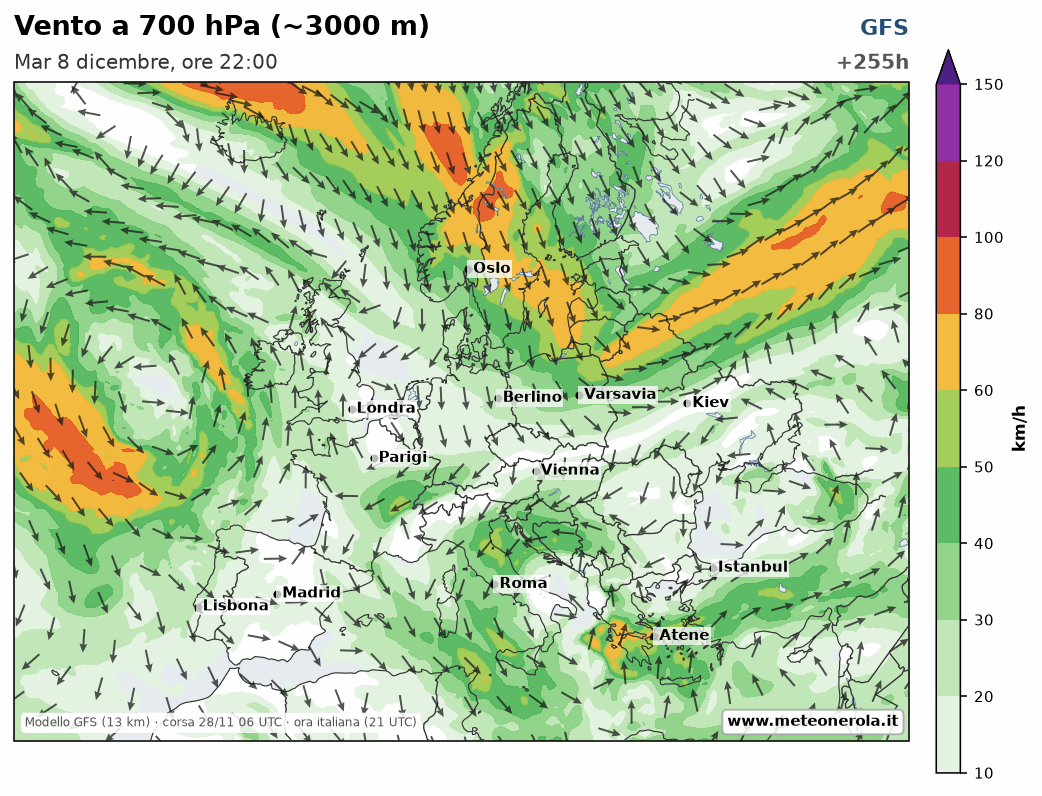 Vento a 700 hPa (~3000 m)
GFS
Mar 8 dicembre, ore 22:00
+255h
150
120
100
80
60
50
40
30
20
10
km/h
Oslo
Berlino
Varsavia
Kiev
Londra
Parigi
Vienna
Istanbul
Roma
Madrid
Lisbona
Atene
Modello GFS (13 km) · corsa 28/11 06 UTC · ora italiana (21 UTC)
www.meteonerola.it